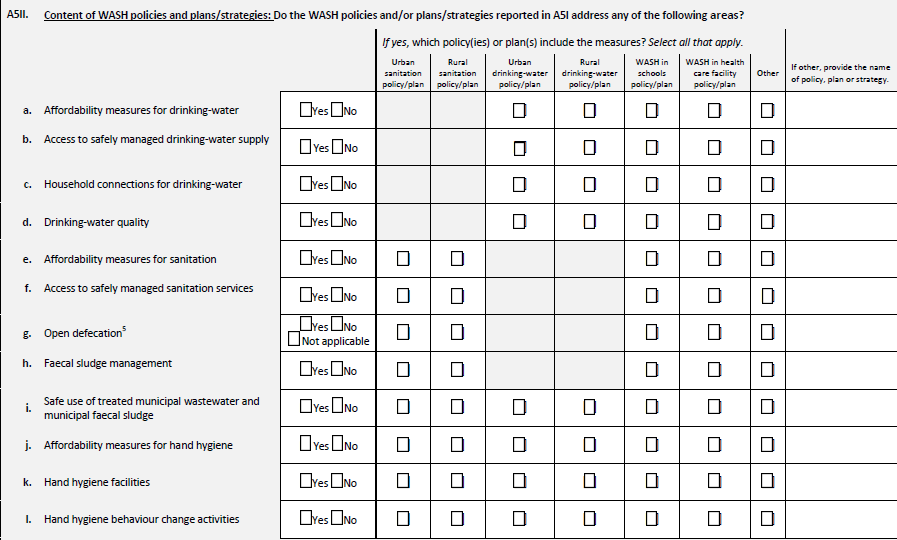 A5II. Content of WASH policies and plans/strategies: Do the WASH policies and/or plans/strategies reported in A5I address any of the following areas?
If yes, which policy(ies) or plan(s) include the measures? Select all that apply.
Urban sanitation policy/plan
Rural sanitation policy/plan
Urban drinking-water policy/plan
Rural drinking-water policy/plan
WASH in schools policy/plan
WASH in health care facility policy/plan
Other
If other, provide the name of policy, plan or strategy.
a. Affordability measures for drinking-water Yes No
b. Access to safely managed drinking-water supply Yes No
c. Household connections for drinking-water Yes No
d. Drinking-water quality Yes No
e. Affordability measures for sanitation Yes No
f. Access to safely managed sanitation services Yes No
g. Open defecation⁵ Yes No
Not applicable
h. Faecal sludge management Yes No
i. Safe use of treated municipal wastewater and
municipal faecal sludge Yes No
j. Affordability measures for hand hygiene Yes No
k. Hand hygiene facilities Yes No
l. Hand hygiene behaviour change activities Yes No